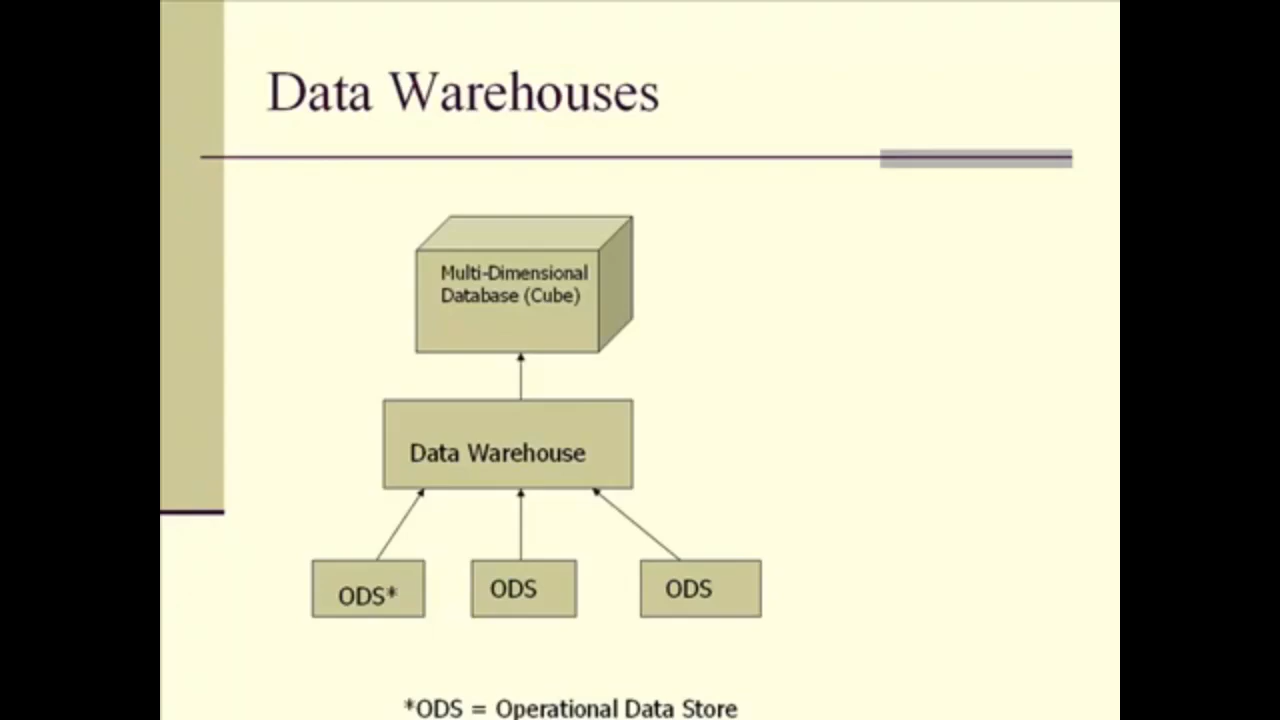 Data Warehouses
Multi-Dimensional
Database (Cube)
Data Warehouse
ODS*
ODS
ODS
*ODS = Operational Data Store